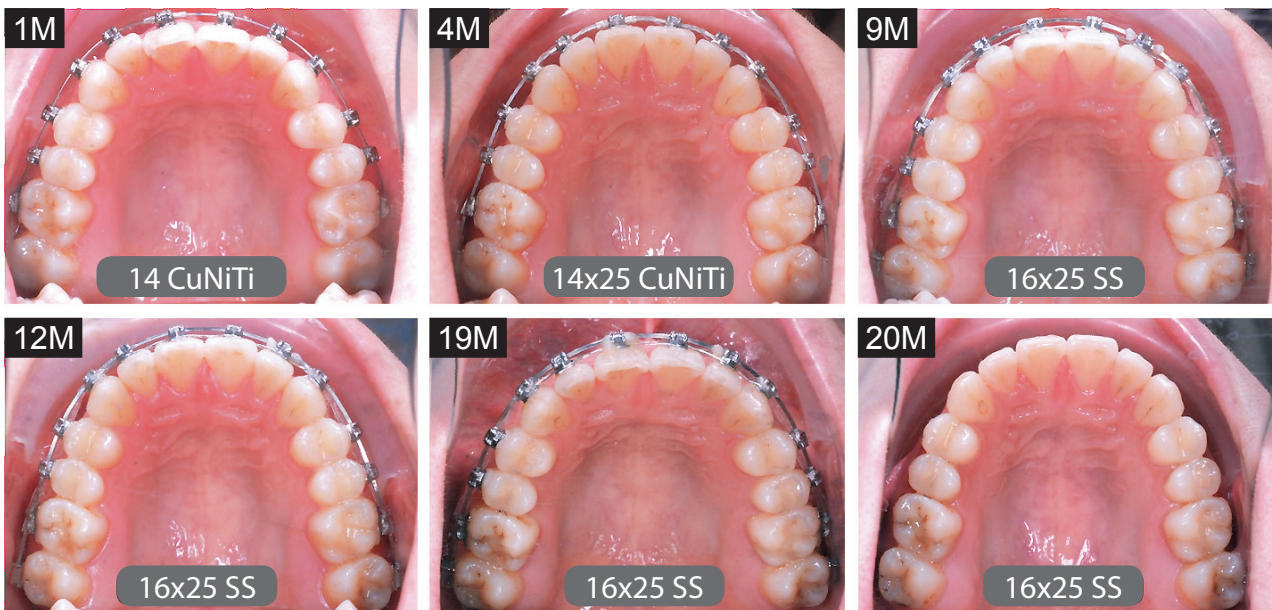 1M
4M
9M
14 CuNiTi
14x25 CuNiTi
16x25 SS
12M
19M
20M
16x25 SS
16x25 SS
16x25 SS